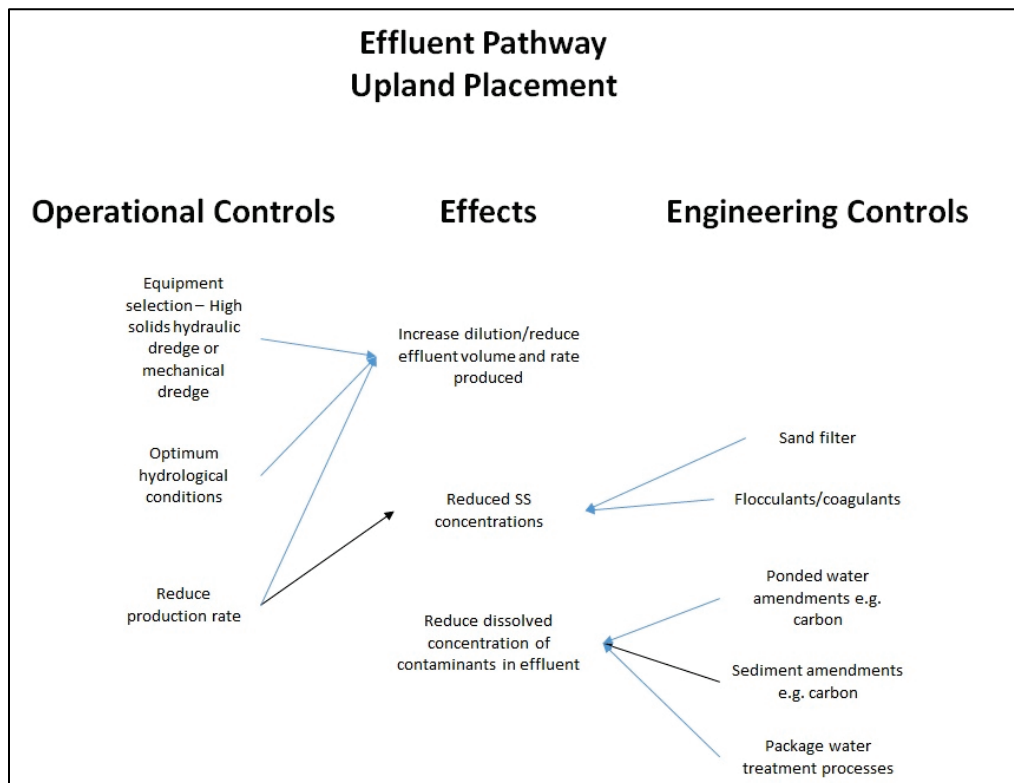 Effluent Pathway
Upland Placement
Operational Controls
Effects
Engineering Controls
Equipment
selection – High
solids hydraulic
dredge or
mechanical
dredge
Optimum
hydrological
conditions
Reduce
production rate
Increase dilution/reduce
effluent volume and rate
produced
Reduced SS
concentrations
Reduce dissolved
concentration of
contaminants in effluent
Sand filter
Flocculants/coagulants
Ponded water
amendments e.g.
carbon
Sediment amendments
e.g. carbon
Package water
treatment processes